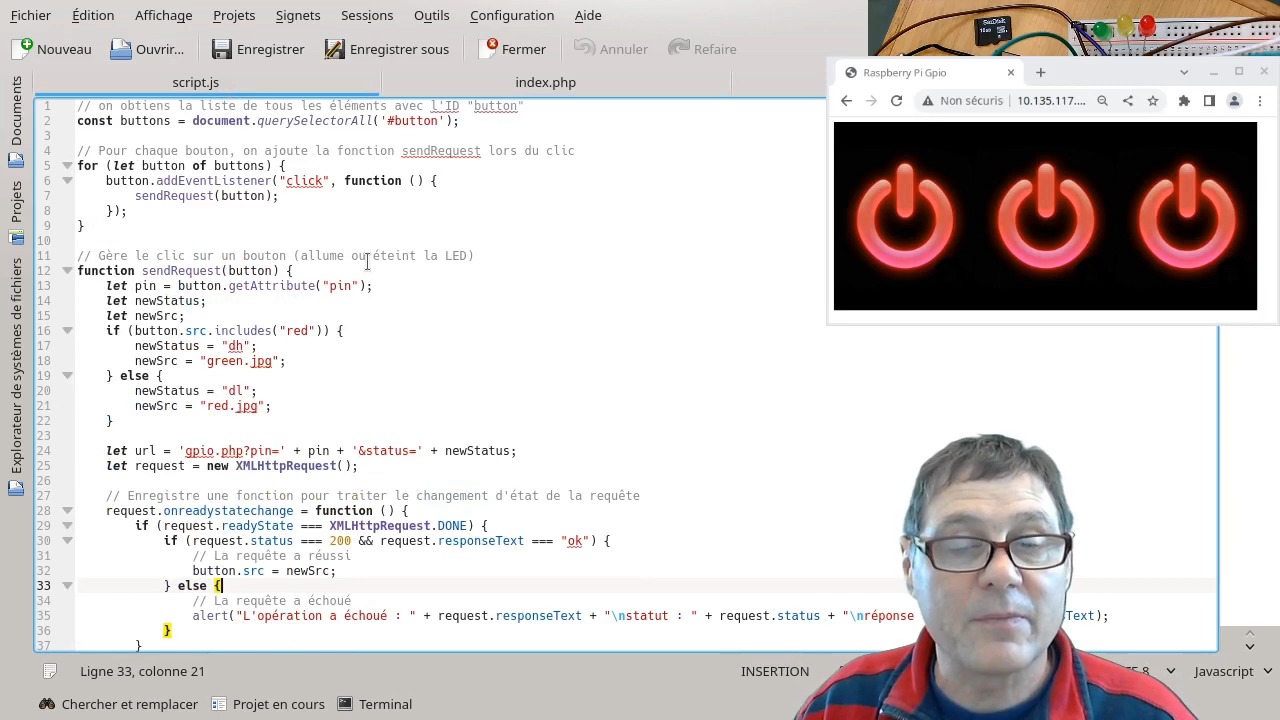 Fichier Édition Affichage Projets Signets Sessions Outils Configuration Aide
Nouveau Ouvrir... Enregistrer Enregistrer sous Fermer Annuler Refaire
SanDisk
script.js index.php
Raspberry Pi Gpio
Non sécuris 10.135.117....
Documents
Projets
Explorateur de systèmes de fichiers
1 // on obtiens la liste de tous les éléments avec l'ID "button"
2 const buttons = document.querySelectorAll('#button');
3
4 // Pour chaque bouton, on ajoute la fonction sendRequest lors du clic
5 for (let button of buttons) {
6 button.addEventListener("click", function () {
7 sendRequest(button);
8 });
9 }
10
11 // Gère le clic sur un bouton (allume ou éteint la LED)
12 function sendRequest(button) {
13 let pin = button.getAttribute("pin");
14 let newStatus;
15 let newSrc;
16 if (button.src.includes("red")) {
17 newStatus = "dh";
18 newSrc = "green.jpg";
19 } else {
20 newStatus = "dl";
21 newSrc = "red.jpg";
22 }
23
24 let url = 'gpio.php?pin=' + pin + '&status=' + newStatus;
25 let request = new XMLHttpRequest();
26
27 // Enregistre une fonction pour traiter le changement d'état de la requête
28 request.onreadystatechange = function () {
29 if (request.readyState === XMLHttpRequest.DONE) {
30 if (request.status === 200 && request.responseText === "ok") {
31 // La requête a réussi
32 button.src = newSrc;
33 } else {
34 // La requête a échoué
35 alert("L'opération a échoué : " + request.responseText + "\nstatut : " + request.status + "\nréponse Text);
36 }
37 }
Ligne 33, colonne 21 INSERTION Javascript
Chercher et remplacer Projet en cours Terminal